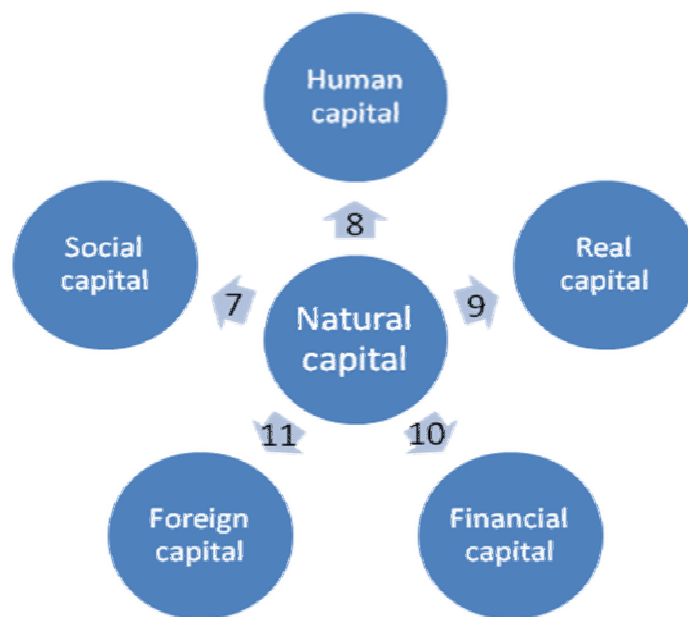 Human
capital
8
Social
capital
Real
capital
7
9
Natural
capital
11
10
Foreign
capital
Financial
capital